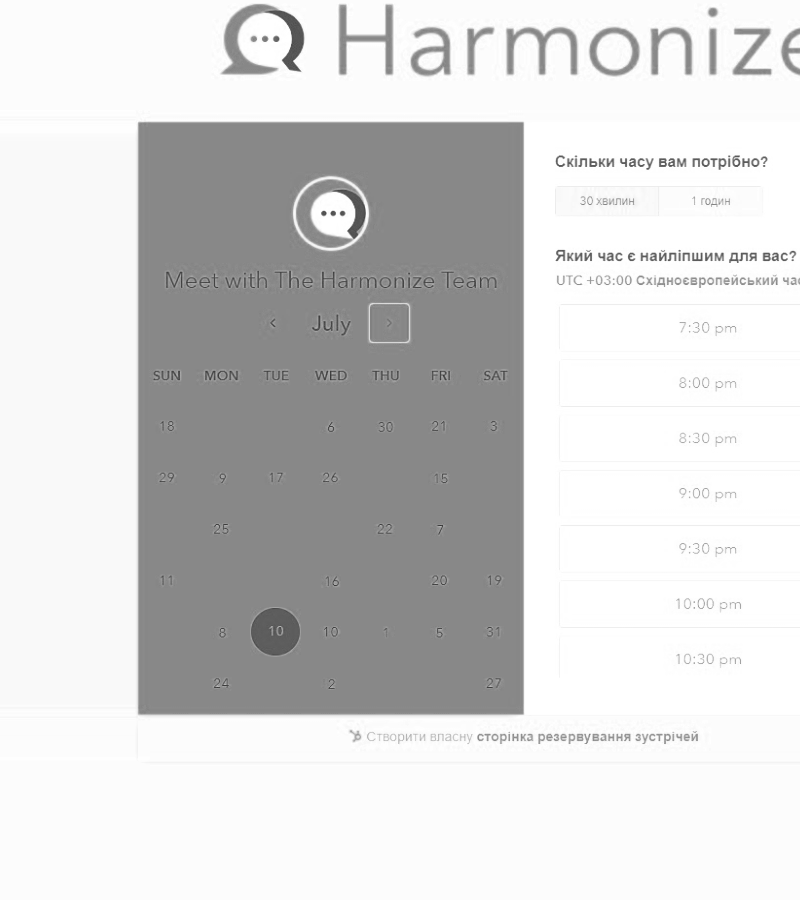 Harmonize
Meet with The Harmonize Team
July
SUN MON TUE WED THU FRI SAT
18 6 30 21 3
29 9 17 26 15
25 22 7
11 16 20 19
8 10 10 1 5 31
24 2 27
Скільки часу вам потрібно?
30 хвилин 1 годин
Який час є найліпшим для вас?
UTC +03:00 Східноєвропейський час
7:30 pm
8:00 pm
8:30 pm
9:00 pm
9:30 pm
10:00 pm
10:30 pm
Створити власну сторінка резервування зустрічей